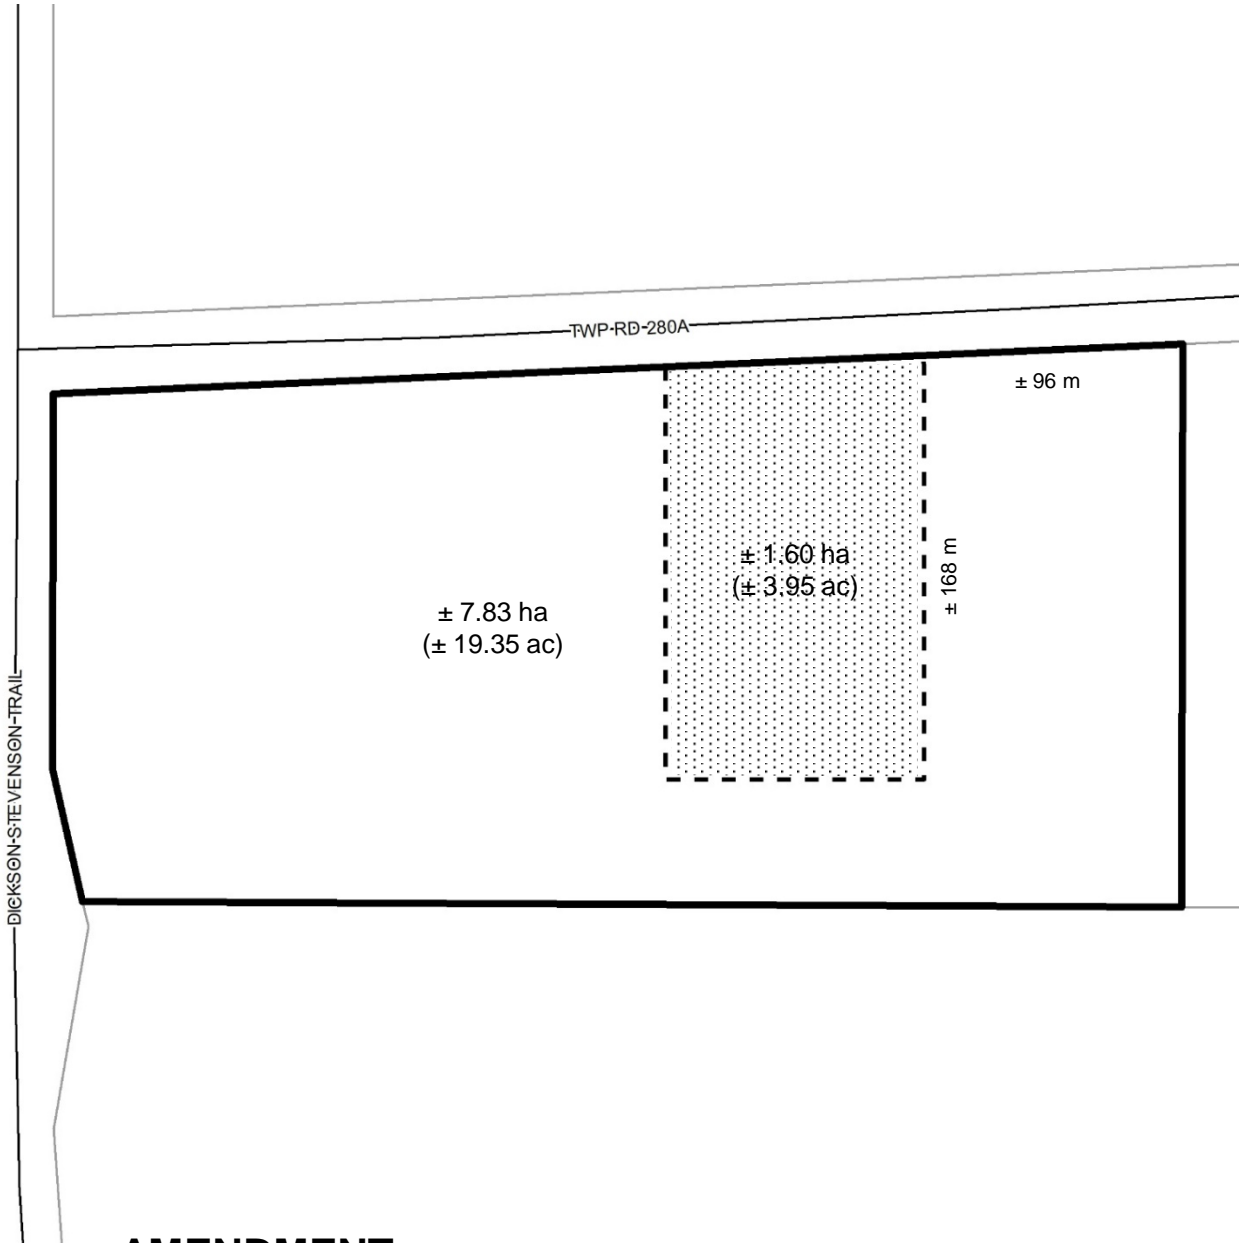 TWP RD 280A
± 96 m
± 1.60 ha
(± 3.95 ac)
± 168 m
± 7.83 ha
(± 19.35 ac)
DICKSON STEVENSON TRAIL
AMENDMENT